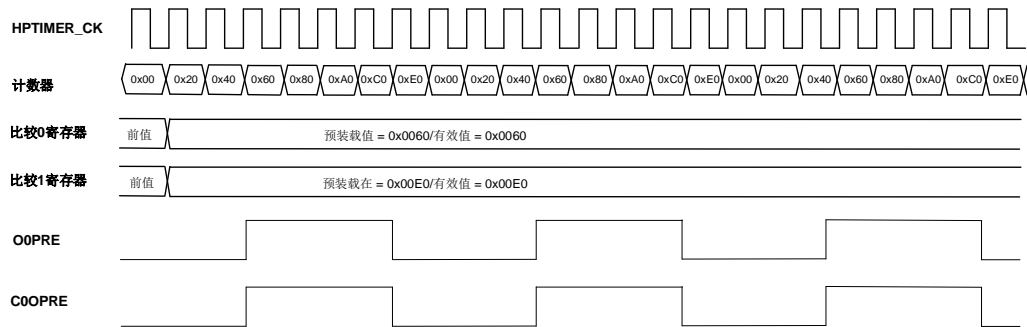 HPTIMER_CK
计数器 0x00 0x20 0x40 0x60 0x80 0xA0 0xC0 0xE0 0x00 0x20 0x40 0x60 0x80 0xA0 0xC0 0xE0 0x00 0x20 0x40 0x60 0x80 0xA0 0xC0 0xE0
比较0寄存器 前值 预装载值 = 0x0060/有效值 = 0x0060
比较1寄存器 前值 预装载在 = 0x00E0/有效值 = 0x00E0
O0PRE
C0OPRE